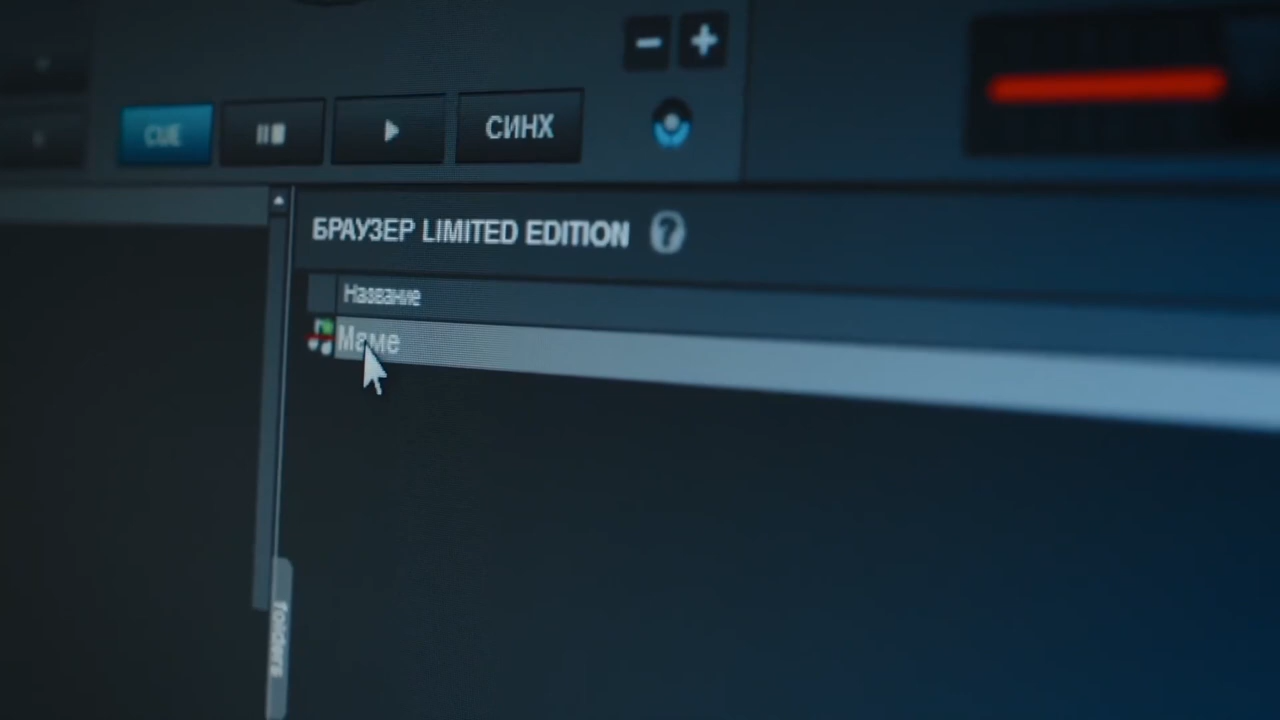 CUE
СИНХ
БРАУЗЕР LIMITED EDITION
Название
Маме
folders